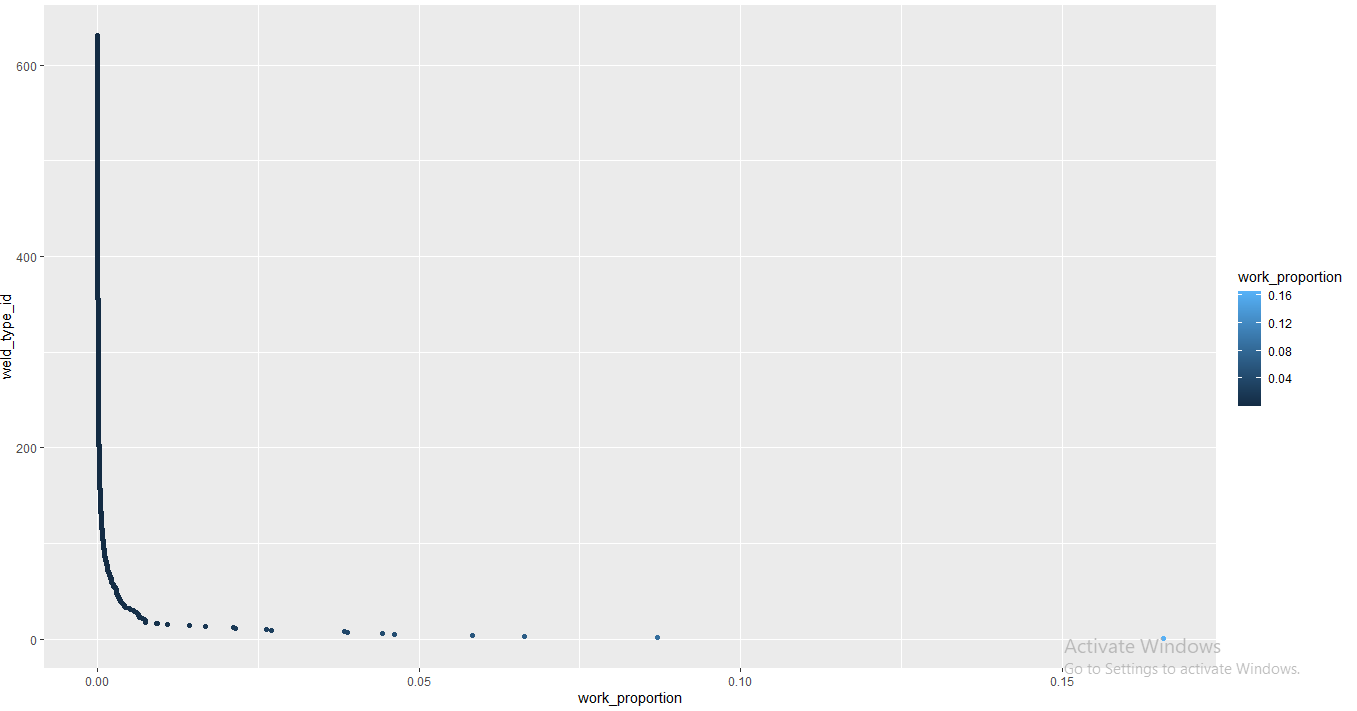 600
400
200
0
weld_type_id
0.00
0.05
0.10
0.15
work_proportion
work_proportion
0.16
0.12
0.08
0.04
Activate Windows
Go to Settings to activate Windows.